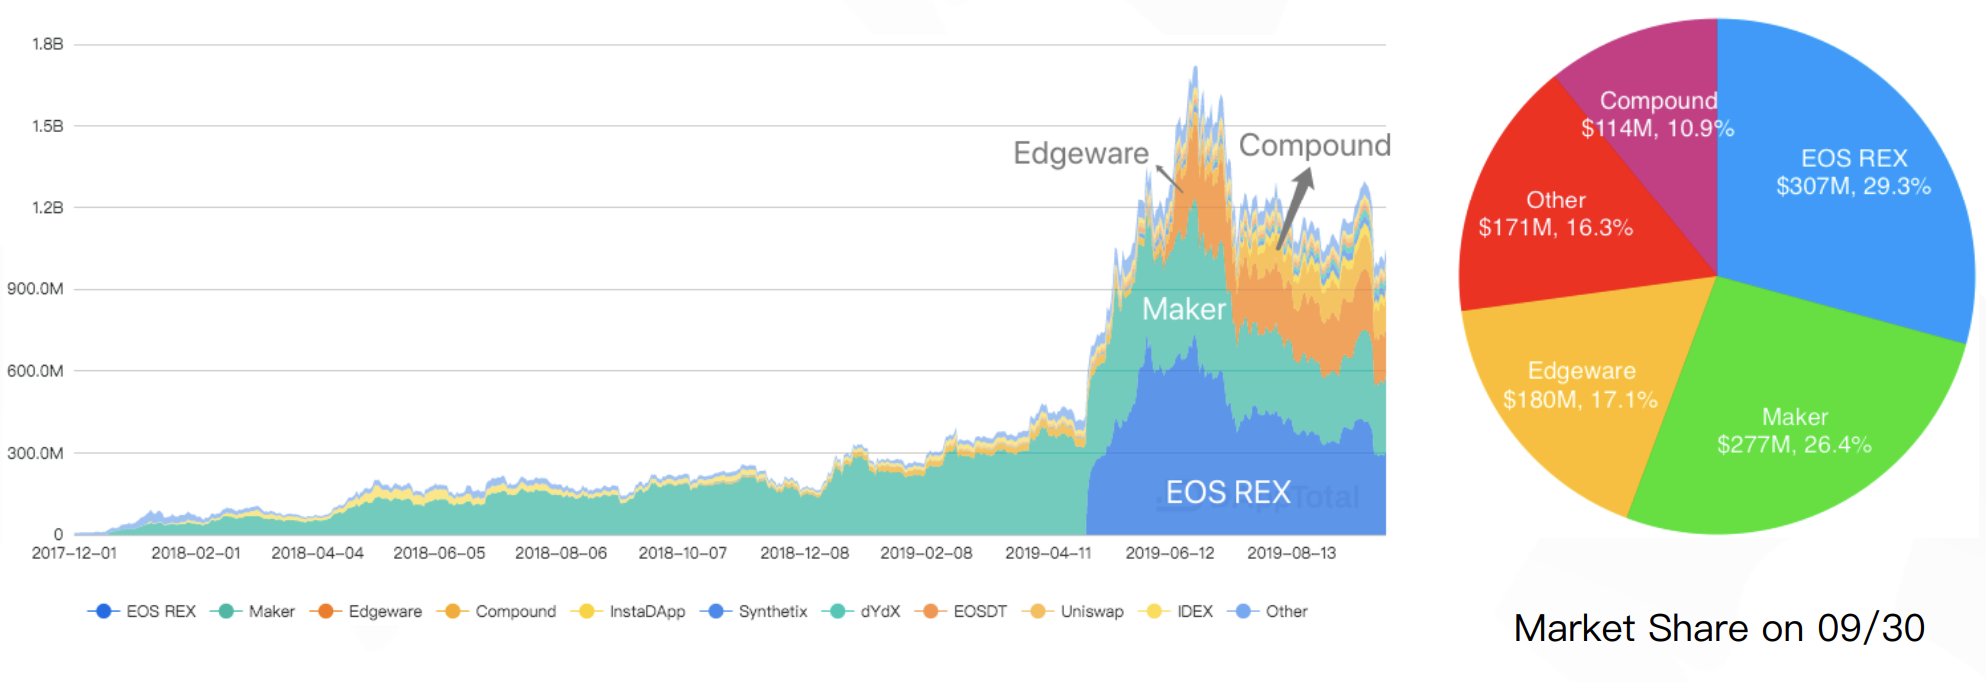 1.8B
1.5B
1.2B
900.0M
600.0M
300.0M
0
2017-12-01 2018-02-01 2018-04-04 2018-06-05 2018-08-06 2018-10-07 2018-12-08 2019-02-08 2019-04-11 2019-06-12 2019-08-13
Edgeware
Compound
Maker
EOS REX
Total
EOS REX Maker Edgeware Compound InstaDApp Synthetix dYdX EOSDT Uniswap IDEX Other
Compound
$114M, 10.9%
EOS REX
$307M, 29.3%
Other
$171M, 16.3%
Edgeware
$180M, 17.1%
Maker
$277M, 26.4%
Market Share on 09/30